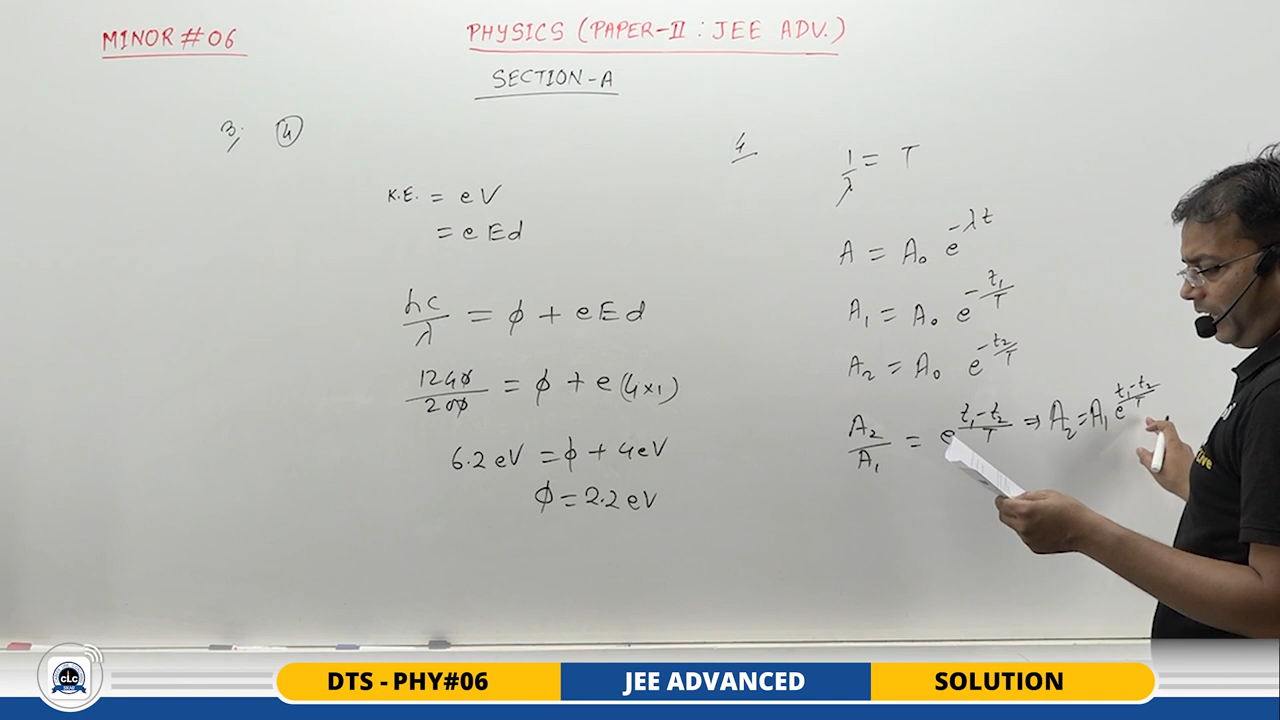 MINOR # 06
PHYSICS (PAPER-II : JEE ADV.)
SECTION-A
3. (4)
K.E. = eV
= eEd
hc/λ = ϕ + eEd
1240/200 = ϕ + e(4×1)
6.2 eV = ϕ + 4eV
ϕ = 2.2 eV
4.
1/λ = T
A = A₀ e^(-λt)
A₁ = A₀ e^(-t₁/T)
A₂ = A₀ e^(-t₂/T)
A₂/A₁ = e^((t₁-t₂)/T) ⇒ A₂ = A₁ e^((t₁-t₂)/T)
CLC
SIKAR
DTS - PHY#06
JEE ADVANCED
SOLUTION